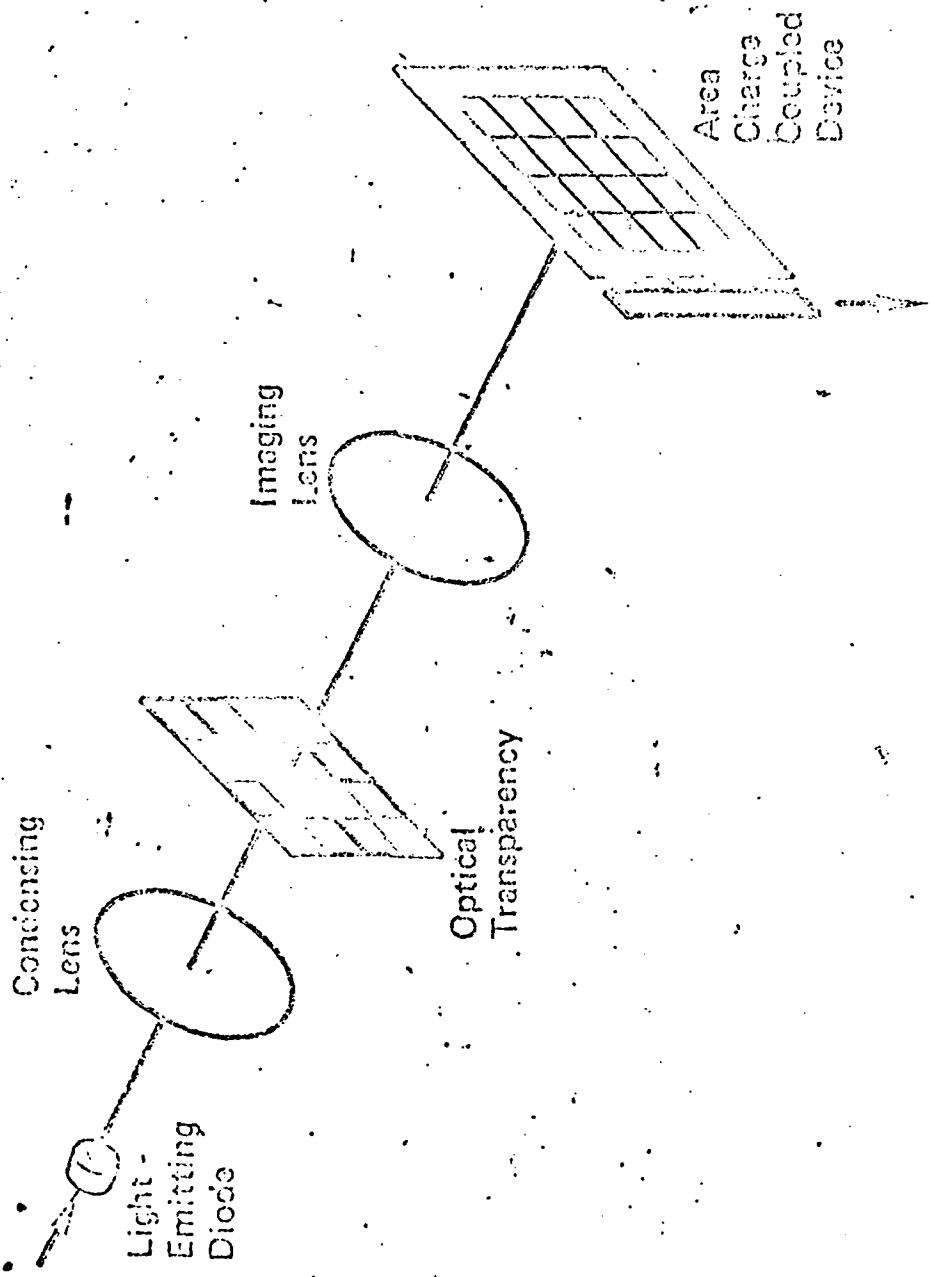 Light-
Emitting
Diode
Condensing
Lens
Optical
Transparency
Imaging
Lens
Area
Charge
Coupled
Device